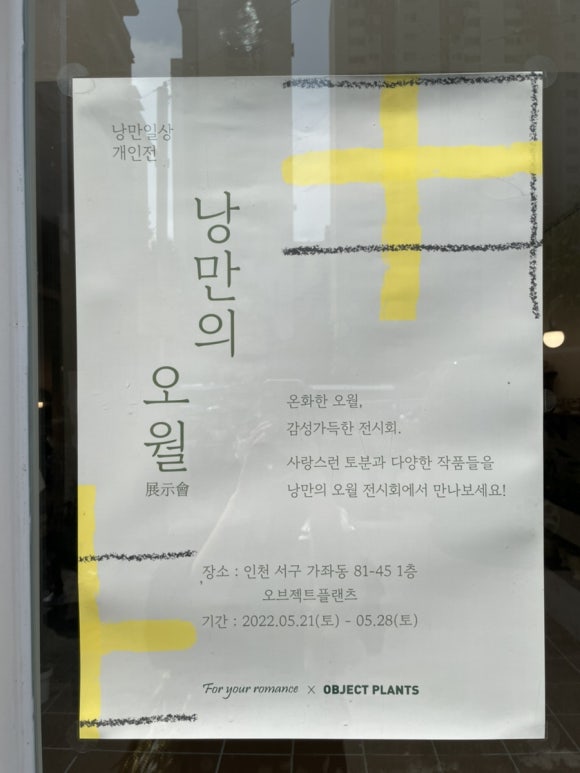 낭만일상
개인전
낭만의
오월
展示會
온화한 오월,
감성가득한 전시회.
사랑스런 토분과 다양한 작품들을
낭만의 오월 전시회에서 만나보세요!
장소 : 인천 서구 가좌동 81-45 1층
오브젝트플랜츠
기간 : 2022.05.21(토) - 05.28(토)
For your romance × OBJECT PLANTS